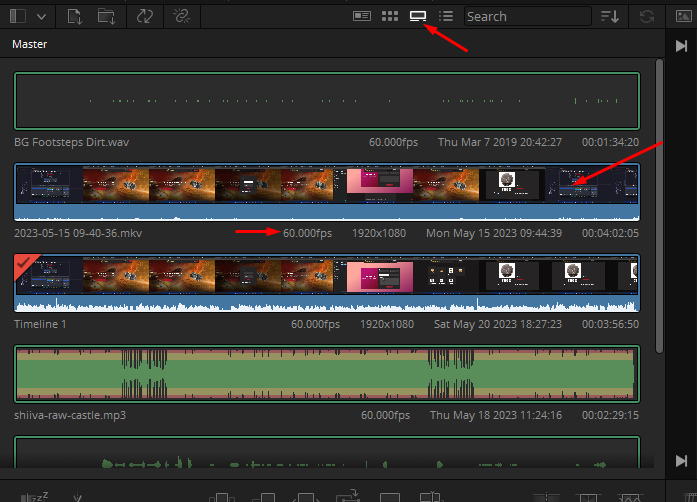 Search
Master
BG Footsteps Dirt.wav 60.000fps Thu Mar 7 2019 20:42:27 00:01:34:20
2023-05-15 09-40-36.mkv 60.000fps 1920x1080 Mon May 15 2023 09:44:39 00:04:02:05
Timeline 1 60.000fps 1920x1080 Sat May 20 2023 18:27:23 00:03:56:50
shiiva-raw-castle.mp3 60.000fps Thu May 18 2023 11:24:16 00:02:29:15